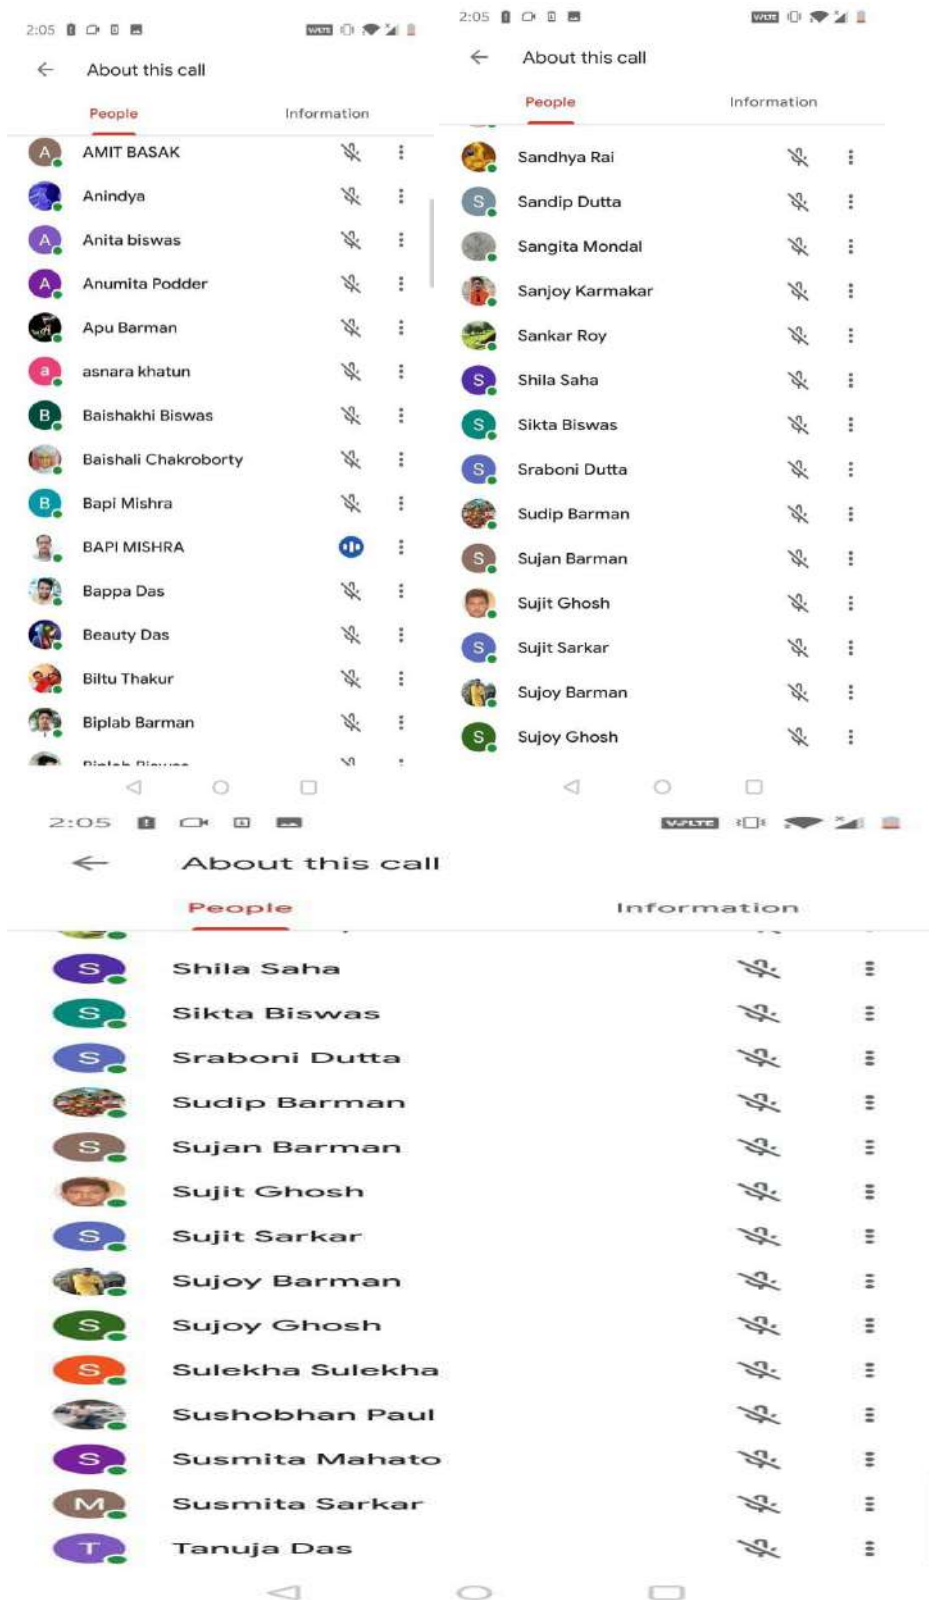 2:05
VoLTE
About this call
People Information
A AMIT BASAK
Anindya
A Anita biswas
A Anumita Podder
Apu Barman
a asnara khatun
B Baishakhi Biswas
Baishali Chakroborty
B Bapi Mishra
BAPI MISHRA
Bappa Das
Beauty Das
Biltu Thakur
Biplab Barman
2:05
VoLTE
About this call
People Information
Sandhya Rai
S Sandip Dutta
Sangita Mondal
Sanjoy Karmakar
Sankar Roy
S Shila Saha
S Sikta Biswas
S Sraboni Dutta
Sudip Barman
S Sujan Barman
Sujit Ghosh
S Sujit Sarkar
Sujoy Barman
S Sujoy Ghosh
2:05
VoLTE
About this call
People Information
S Shila Saha
S Sikta Biswas
S Sraboni Dutta
Sudip Barman
S Sujan Barman
Sujit Ghosh
S Sujit Sarkar
Sujoy Barman
S Sujoy Ghosh
S Sulekha Sulekha
Sushobhan Paul
S Susmita Mahato
M Susmita Sarkar
T Tanuja Das